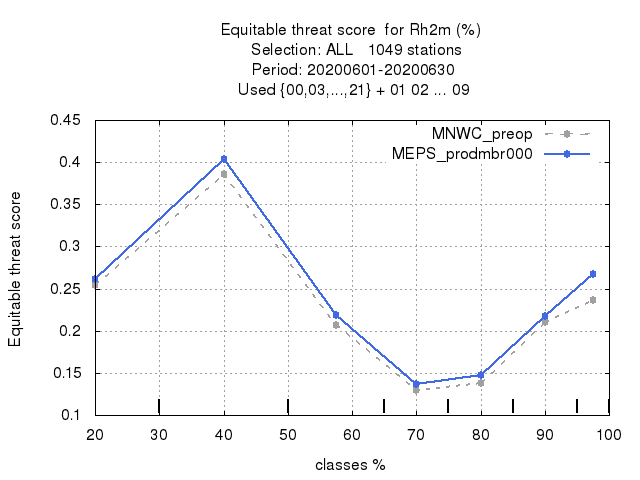 Equitable threat score  for Rh2m (%)
Selection: ALL   1049 stations
Period: 20200601-20200630
Used {00,03,...,21} + 01 02 ... 09
MNWC_preop
MEPS_prodmbr000
0.45
0.4
0.35
0.3
0.25
0.2
0.15
0.1
Equitable threat score
20 30 40 50 60 70 80 90 100
classes %